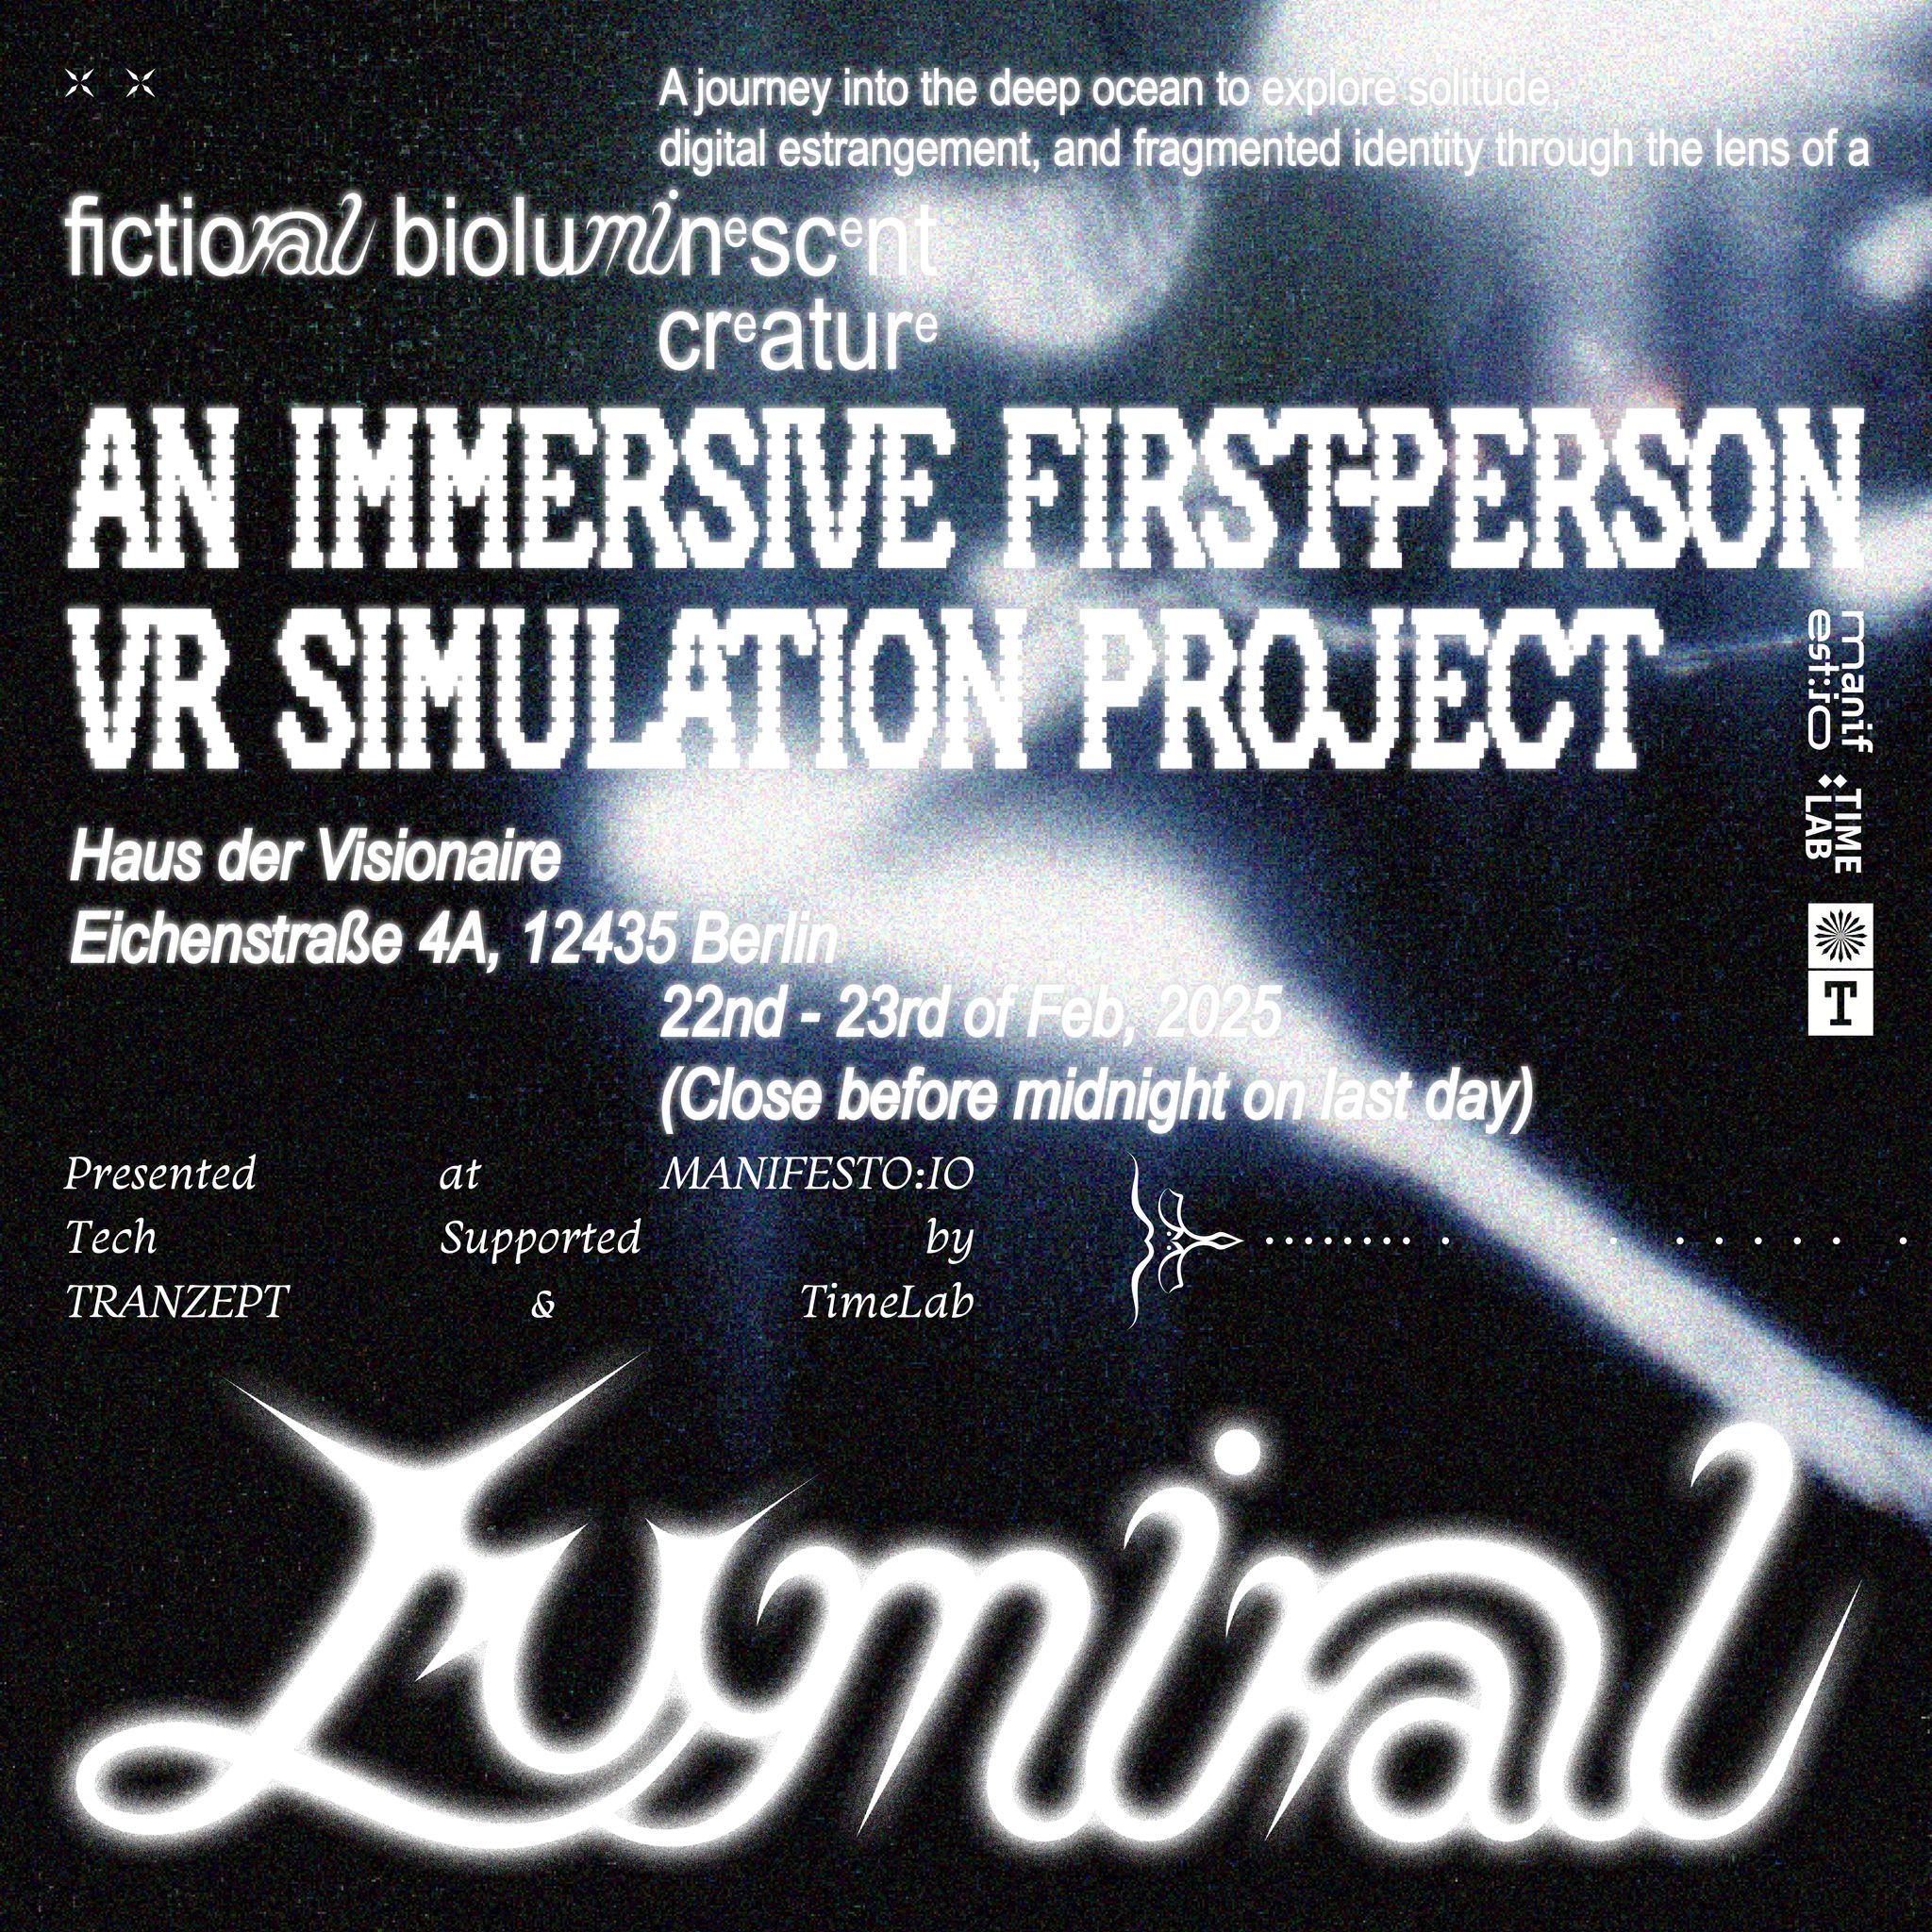 A journey into the deep ocean to explore solitude,
digital estrangement, and fragmented identity through the lens of a
fictional bioluminescent
creature
AN IMMERSIVE FIRST-PERSON
VR SIMULATION PROJECT
manif
est:io
TIME
LAB
T
Haus der Visionaire
Eichenstraße 4A, 12435 Berlin
22nd - 23rd of Feb, 2025
(Close before midnight on last day)
Presented at MANIFESTO:IO
Tech Supported by
TRANZEPT & TimeLab
Lumiral